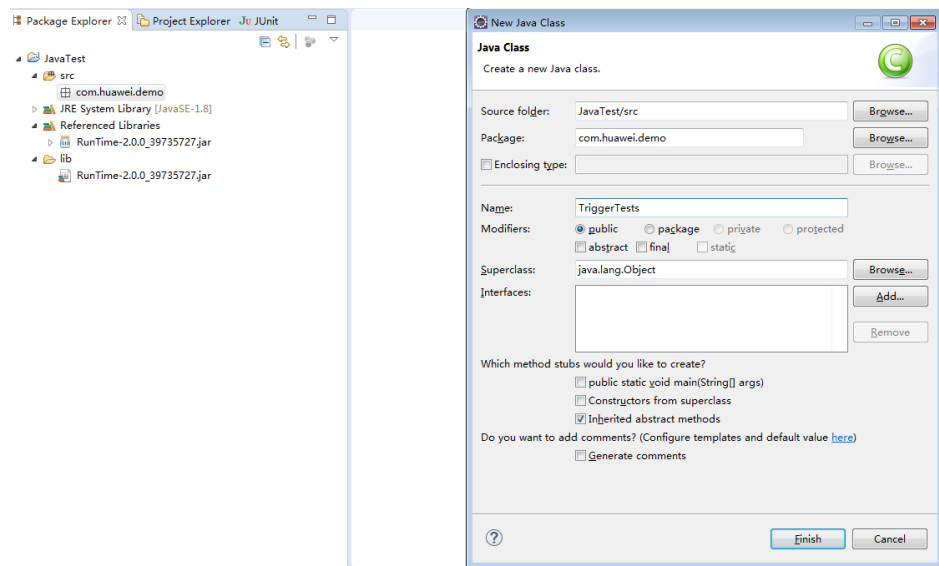 Package Explorer Project Explorer Ju JUnit
JavaTest
src
com.huawei.demo
JRE System Library [JavaSE-1.8]
Referenced Libraries
RunTime-2.0.0_39735727.jar
lib
RunTime-2.0.0_39735727.jar
New Java Class
Java Class
Create a new Java class.
Source folder: JavaTest/src Browse...
Package: com.huawei.demo Browse...
Enclosing type: Browse...
Name: TriggerTests
Modifiers: public package private protected
abstract final static
Superclass: java.lang.Object Browse...
Interfaces: Add...
Remove
Which method stubs would you like to create?
public static void main(String[] args)
Constructors from superclass
Inherited abstract methods
Do you want to add comments? (Configure templates and default value here)
Generate comments
Finish Cancel